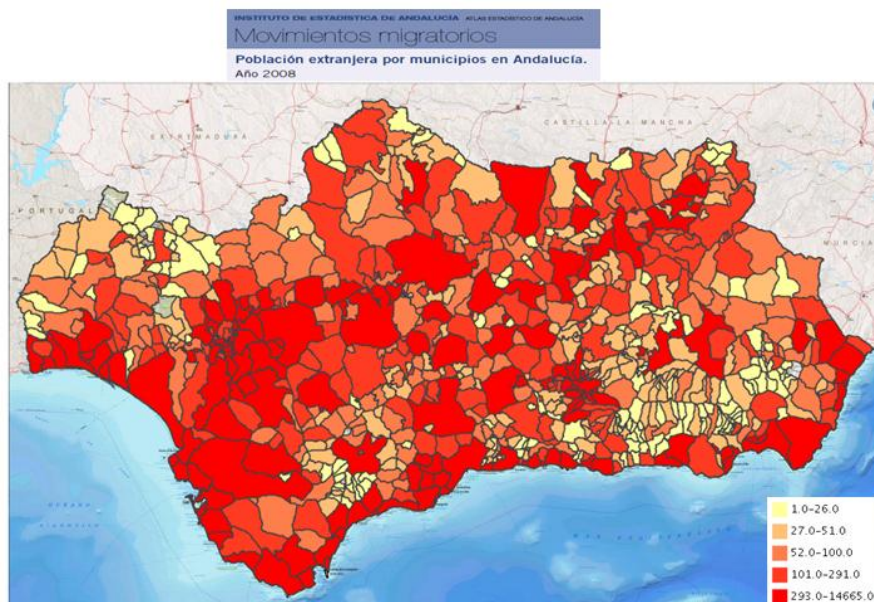 INSTITUTO DE ESTADÍSTICA DE ANDALUCÍA ATLAS ESTADÍSTICO DE ANDALUCÍA
Movimientos migratorios
Población extranjera por municipios en Andalucía.
Año 2008
EXTREMADURA
CASTILLA-LA MANCHA
PORTUGAL
MURCIA
1.0–26.0
27.0–51.0
52.0–100.0
101.0–291.0
293.0–14665.0